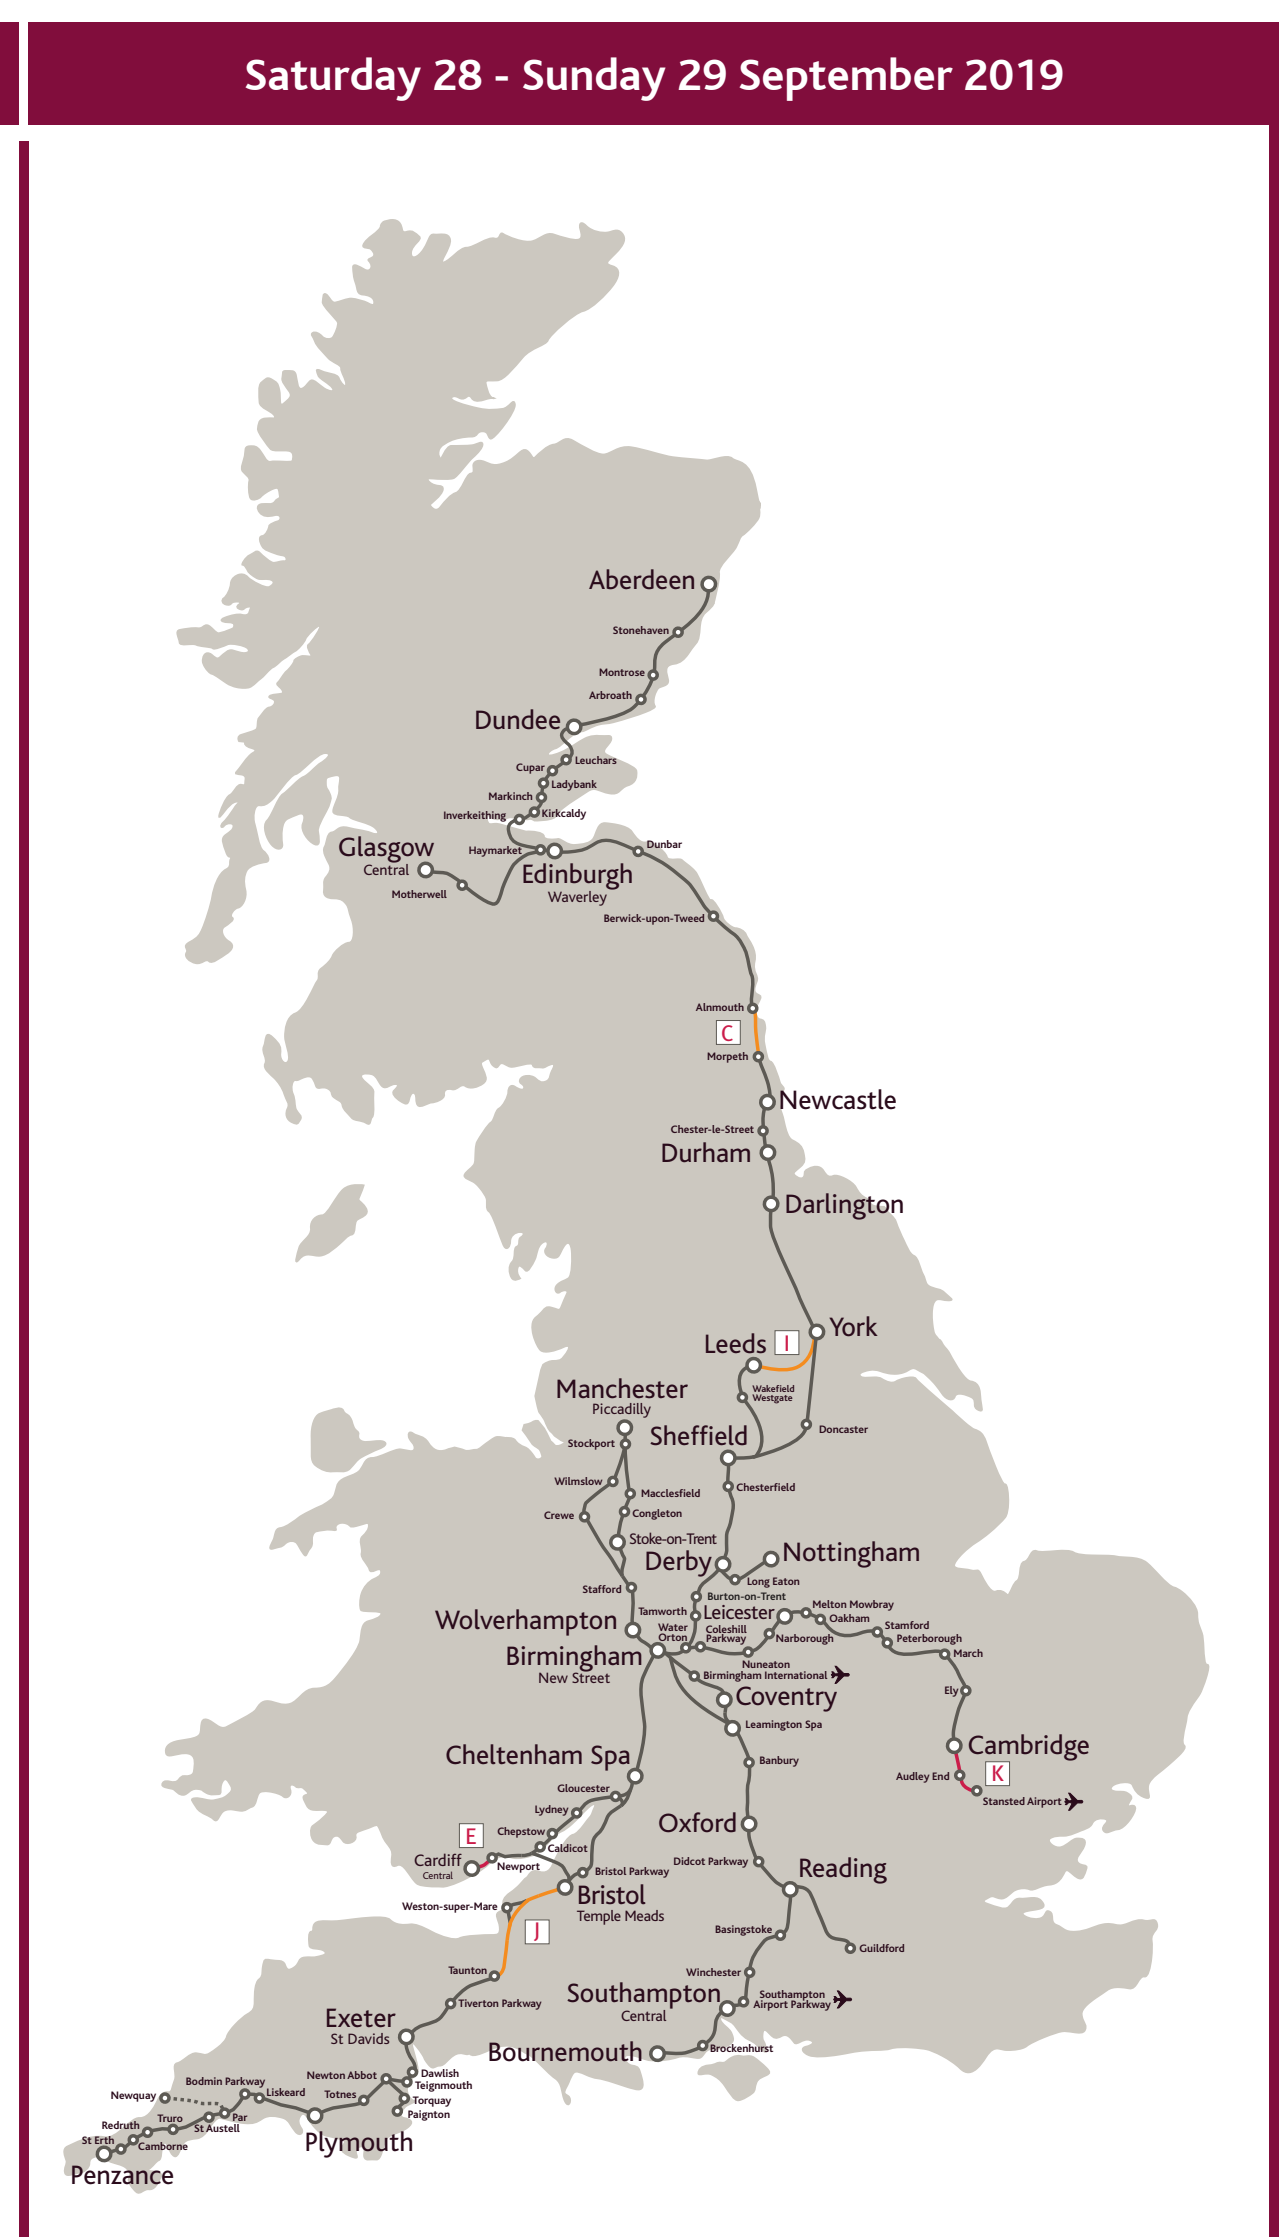 Saturday 28 - Sunday 29 September 2019
Aberdeen
Stonehaven
Montrose
Arbroath
Dundee
Leuchars
Cupar
Ladybank
Markinch
Kirkcaldy
Inverkeithing
Glasgow
Central
Motherwell
Haymarket
Edinburgh
Waverley
Dunbar
Berwick-upon-Tweed
Alnmouth
C
Morpeth
Newcastle
Chester-le-Street
Durham
Darlington
York
Leeds
I
Wakefield
Westgate
Manchester
Piccadilly
Doncaster
Sheffield
Stockport
Wilmslow
Macclesfield
Chesterfield
Crewe
Congleton
Stoke-on-Trent
Derby
Nottingham
Long Eaton
Stafford
Burton-on-Trent
Tamworth
Leicester
Melton Mowbray
Oakham
Stamford
Peterborough
March
Wolverhampton
Water
Orton
Coleshill
Parkway
Narborough
Birmingham
New Street
Nuneaton
Birmingham International
Ely
Coventry
Leamington Spa
Cambridge
Cheltenham Spa
Banbury
Audley End
K
Stansted Airport
Gloucester
Lydney
Oxford
E
Chepstow
Caldicot
Cardiff
Central
Newport
Didcot Parkway
Reading
Bristol Parkway
Bristol
Temple Meads
Weston-super-Mare
J
Basingstoke
Guildford
Taunton
Winchester
Southampton
Central
Southampton
Airport Parkway
Tiverton Parkway
Exeter
St Davids
Bournemouth
Brockenhurst
Newton Abbot
Dawlish
Teignmouth
Bodmin Parkway
Liskeard
Totnes
Torquay
Paignton
Newquay
Par
St Austell
Truro
Redruth
Camborne
St Erth
Plymouth
Penzance